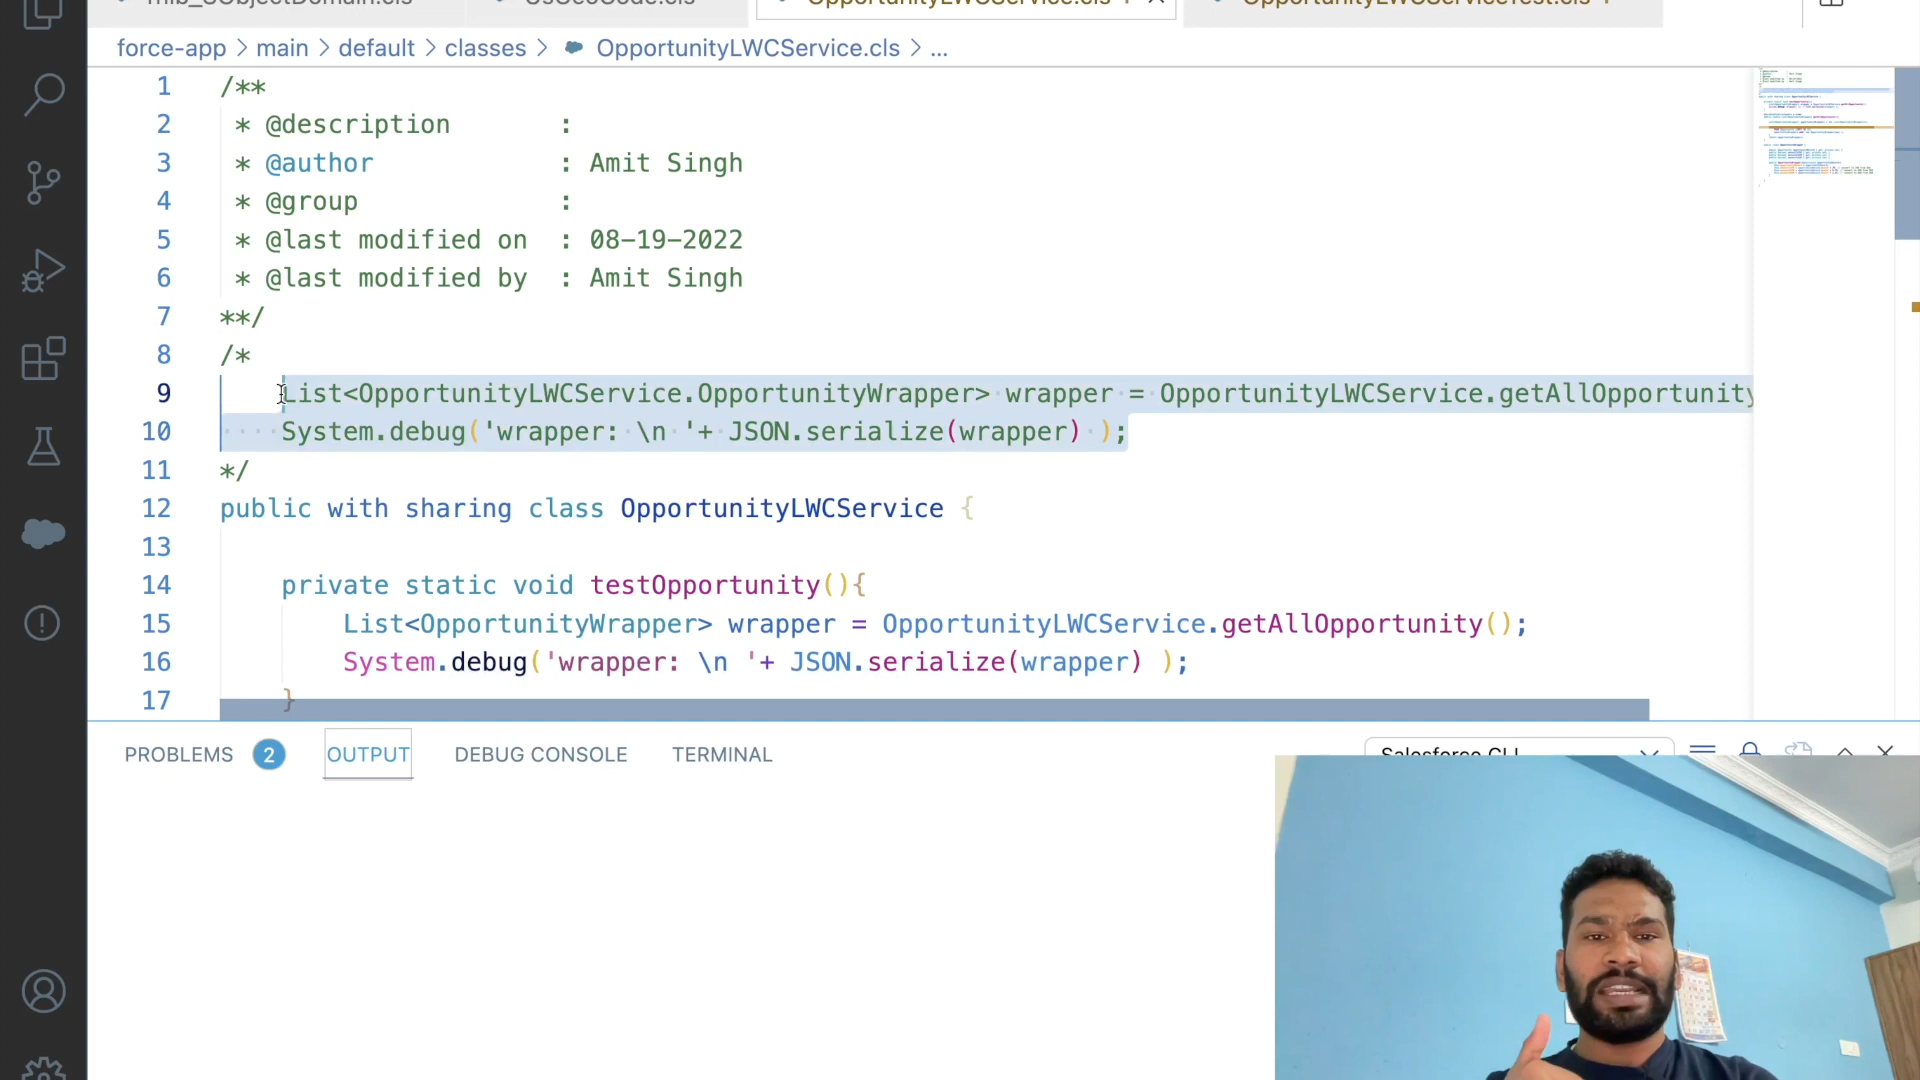 OpportunityLWCService.cls
force-app > main > default > classes > OpportunityLWCService.cls > ...
1 /**
2 * @description :
3 * @author : Amit Singh
4 * @group :
5 * @last modified on : 08-19-2022
6 * @last modified by : Amit Singh
7 **/
8 /*
9 List<OpportunityLWCService.OpportunityWrapper> wrapper = OpportunityLWCService.getAllOpportunity
10 System.debug('wrapper: \n '+ JSON.serialize(wrapper) );
11 */
12 public with sharing class OpportunityLWCService {
13
14 private static void testOpportunity(){
15 List<OpportunityWrapper> wrapper = OpportunityLWCService.getAllOpportunity();
16 System.debug('wrapper: \n '+ JSON.serialize(wrapper) );
17 }
PROBLEMS 2 OUTPUT DEBUG CONSOLE TERMINAL Salesforce CLI